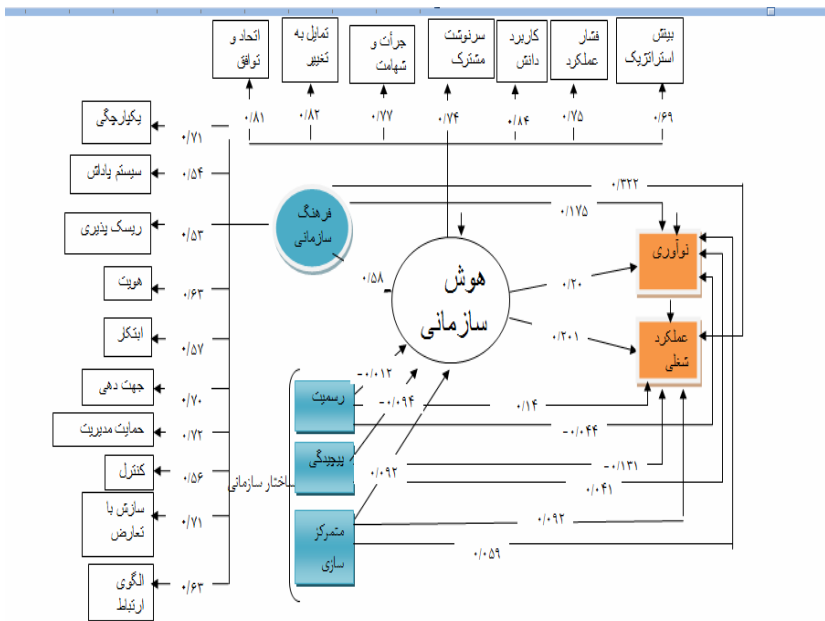 اتحاد و
توافق
تمایل به
تغییر
جرأت و
شهامت
سرنوشت
مشترک
کاربرد
دانش
فشار
عملکرد
بینش
استراتژیک
۰/۸۱
۰/۸۲
۰/۷۷
۰/۷۴
۰/۸۴
۰/۷۵
۰/۶۹
یکپارچگی
۰/۷۱
سیستم پاداش
۰/۵۴
ریسک پذیری
۰/۵۳
هویت
۰/۶۳
ابتکار
۰/۵۷
جهت دهی
۰/۷۰
حمایت مدیریت
۰/۷۲
کنترل
۰/۵۶
سازش با
تعارض
۰/۷۱
الگوی
ارتباط
۰/۶۳
فرهنگ
سازمانی
۰/۳۲۲
۰/۱۷۵
۰/۵۸
هوش
سازمانی
۰/۲۰
۰/۲۰۱
نوآوری
عملکرد
شغلی
ساختار سازمانی
رسمیت
پیچیدگی
متمرکز
سازی
-۰/۰۱۲
-۰/۰۹۴
۰/۰۹۲
۰/۱۴
-۰/۰۴۴
-۰/۱۳۱
۰/۰۴۱
۰/۰۹۲
۰/۰۵۹